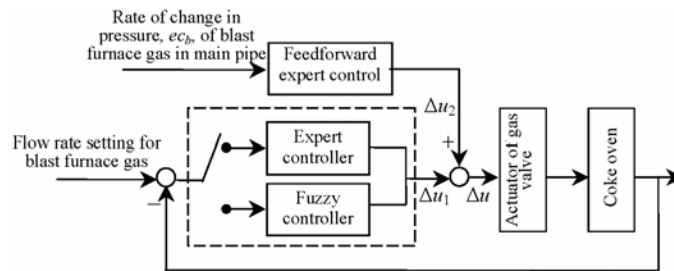 Rate of change in
pressure, ecb, of blast
furnace gas in main pipe
Feedforward
expert control
Δu2
+
Flow rate setting for
blast furnace gas
−
Expert
controller
Fuzzy
controller
Δu1
Δu
Actuator of gas
valve
Coke oven